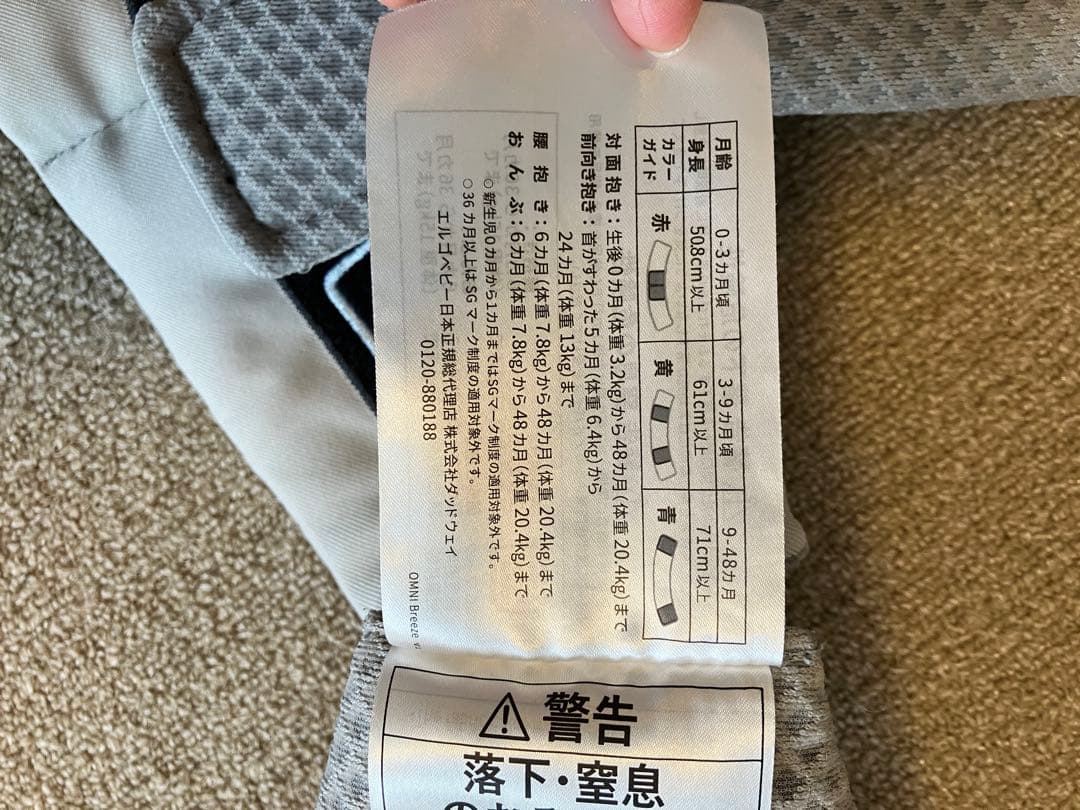 月齢 0-3カ月頃 3-9カ月頃 9-48カ月
身長 508cm以上 61cm以上 71cm以上
カラーガイド 赤 黄 青
対面抱き：生後0カ月(体重3.2kg)から48カ月(体重20.4kg)まで
前向き抱き：首がすわった5カ月(体重6.4kg)から
24カ月(体重13kg)まで
腰抱き：6カ月(体重7.8kg)から48カ月(体重20.4kg)まで
おんぶ：6カ月(体重7.8kg)から48カ月(体重20.4kg)まで
○新生児0カ月から1カ月まではSGマーク制度の適用対象外です。
○36カ月以上はSGマーク制度の適用対象外です。
エルゴベビー日本正規総代理店 株式会社ダッドウェイ
0120-880188
OMNI Breeze
⚠警告
落下・窒息